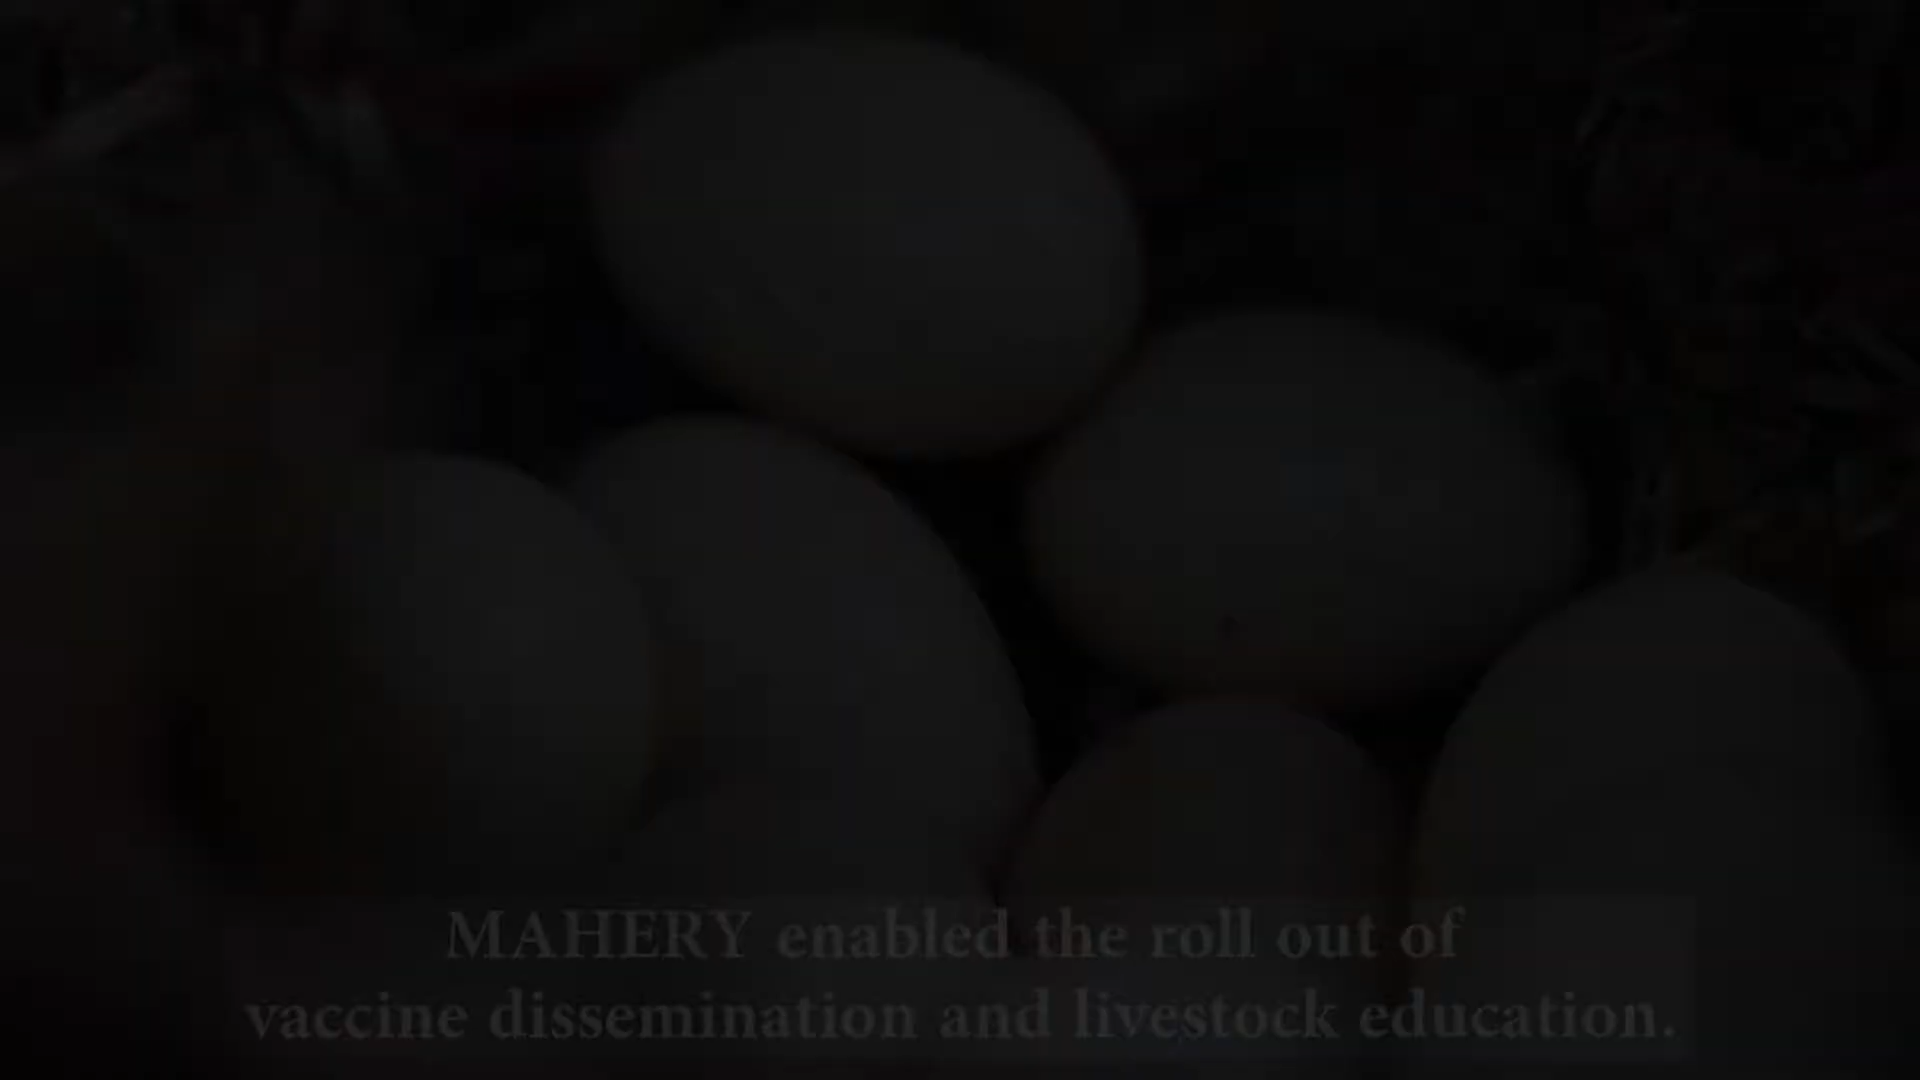 MAHERY enabled the roll out of
vaccine dissemination and livestock education.